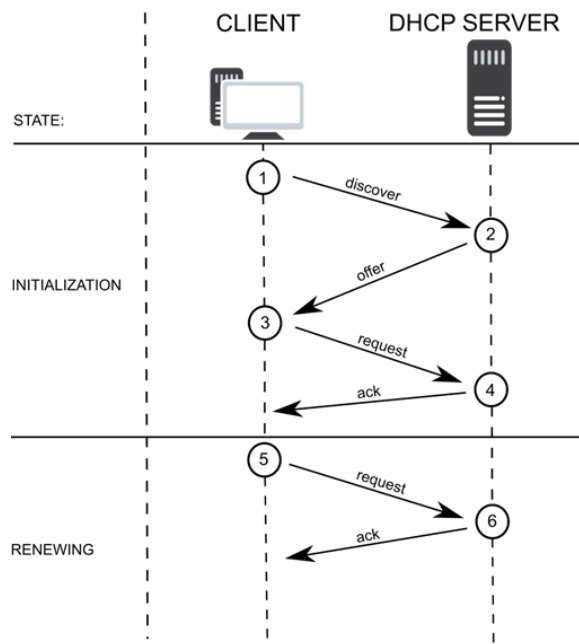 CLIENT
DHCP SERVER
STATE:
1
discover
2
offer
INITIALIZATION
3
request
4
ack
5
request
6
ack
RENEWING